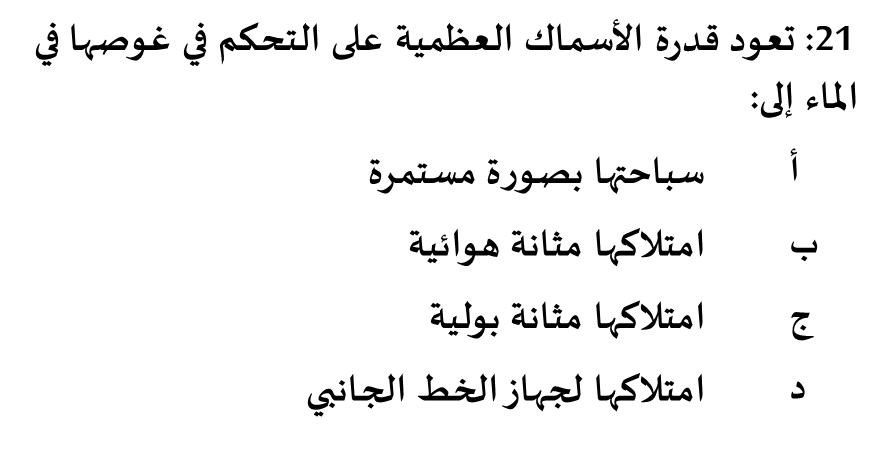 21: تعود قدرة الأسماك العظمية على التحكم في غوصها في
الماء إلى:
أ سباحتها بصورة مستمرة
ب امتلاكها مثانة هوائية
ج امتلاكها مثانة بولية
د امتلاكها لجهاز الخط الجانبي